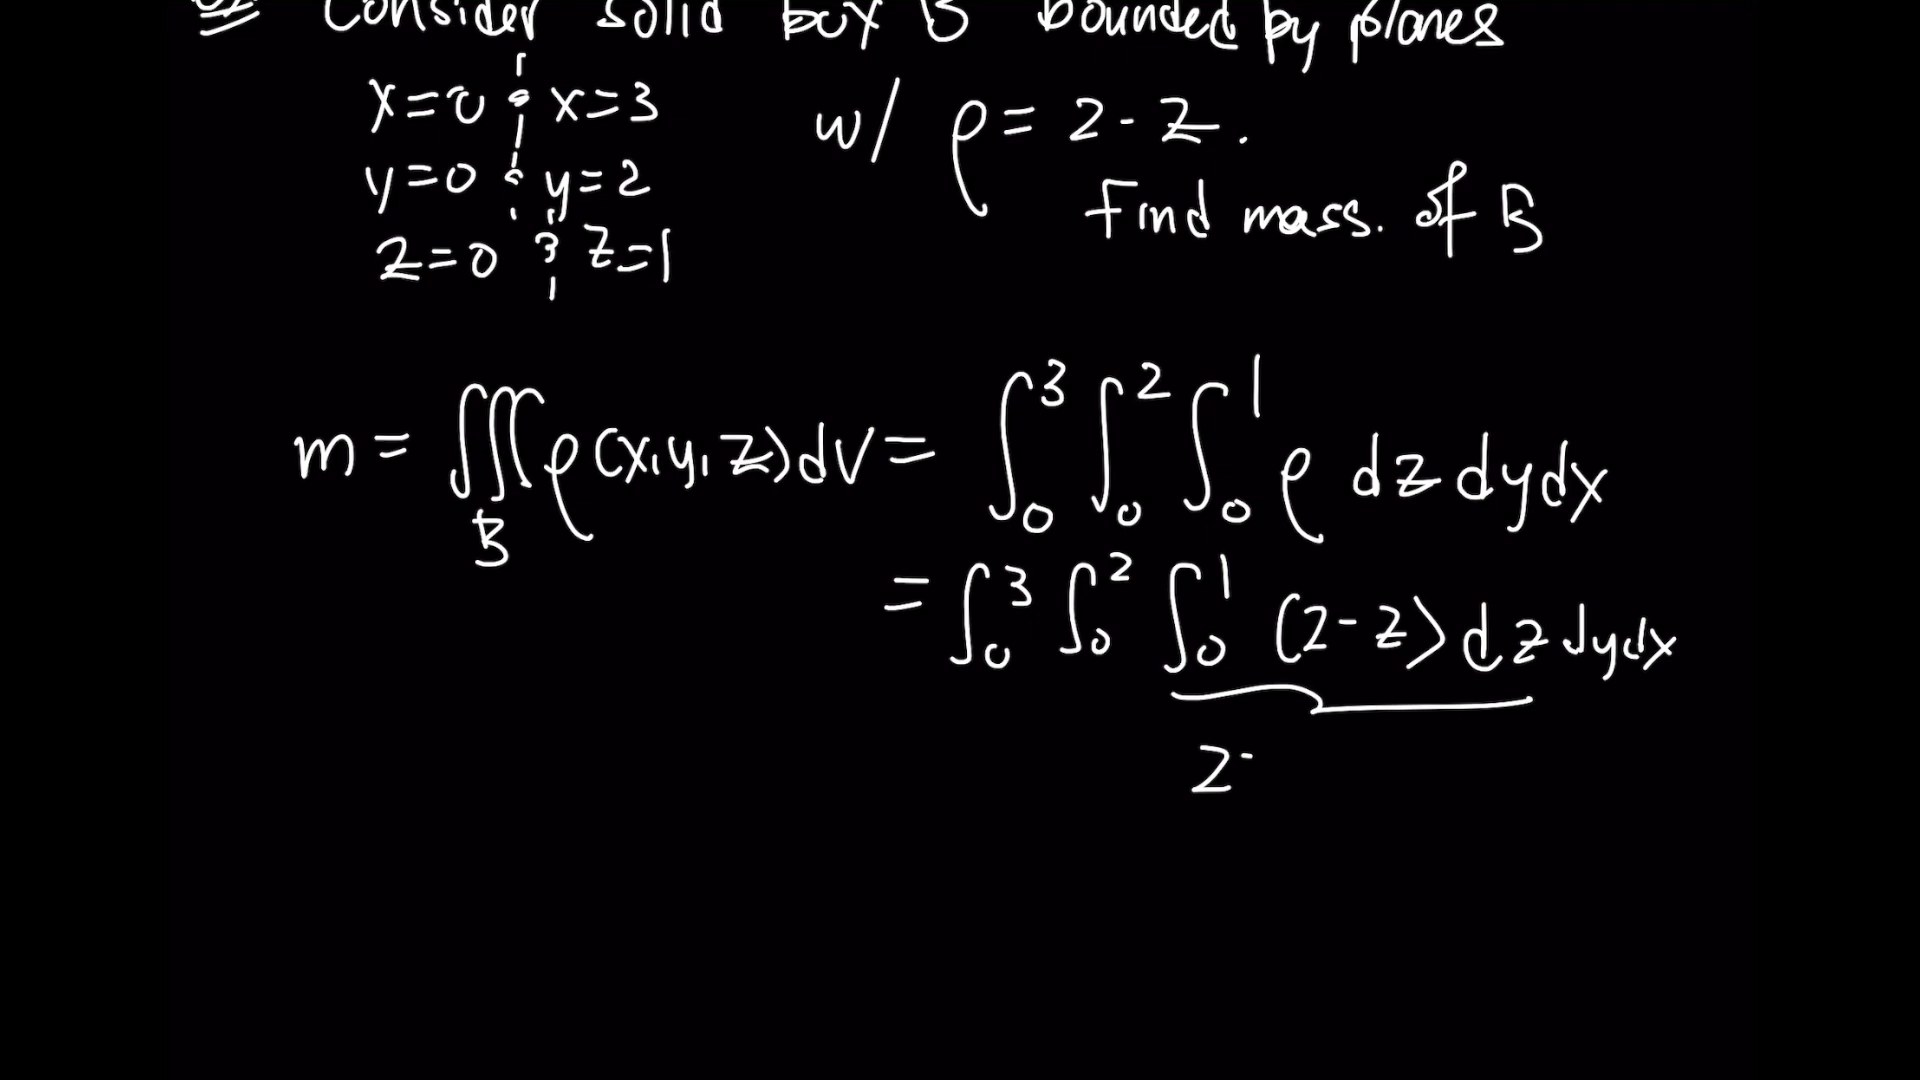 Ex Consider solid box B bounded by planes
x=0 & x=3 w/ ρ = 2-z.
y=0 & y=2 Find mass. of B
z=0 & z=1
m = ∭_B ρ(x,y,z)dV = ∫_0^3 ∫_0^2 ∫_0^1 ρ dz dy dx
= ∫_0^3 ∫_0^2 ∫_0^1 (2-z) dz dy dx
2-